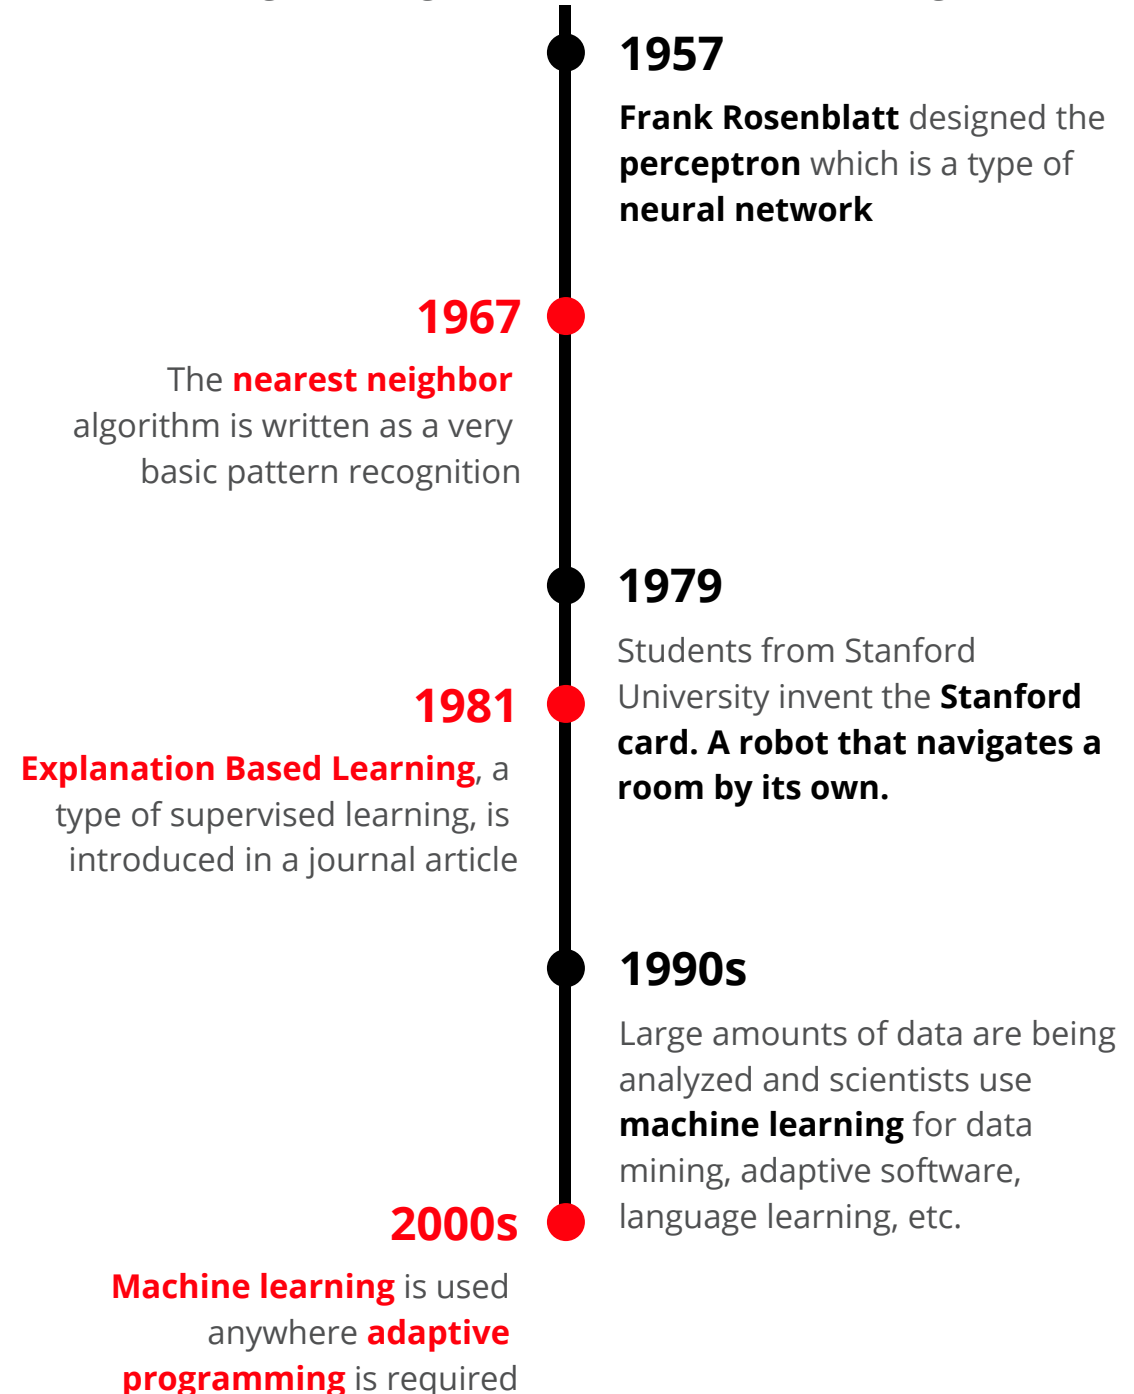 1957
Frank Rosenblatt designed the
perceptron which is a type of
neural network
1967
The nearest neighbor
algorithm is written as a very
basic pattern recognition
1979
Students from Stanford
University invent the Stanford
card. A robot that navigates a
room by its own.
1981
Explanation Based Learning, a
type of supervised learning, is
introduced in a journal article
1990s
Large amounts of data are being
analyzed and scientists use
machine learning for data
mining, adaptive software,
language learning, etc.
2000s
Machine learning is used
anywhere adaptive
programming is required